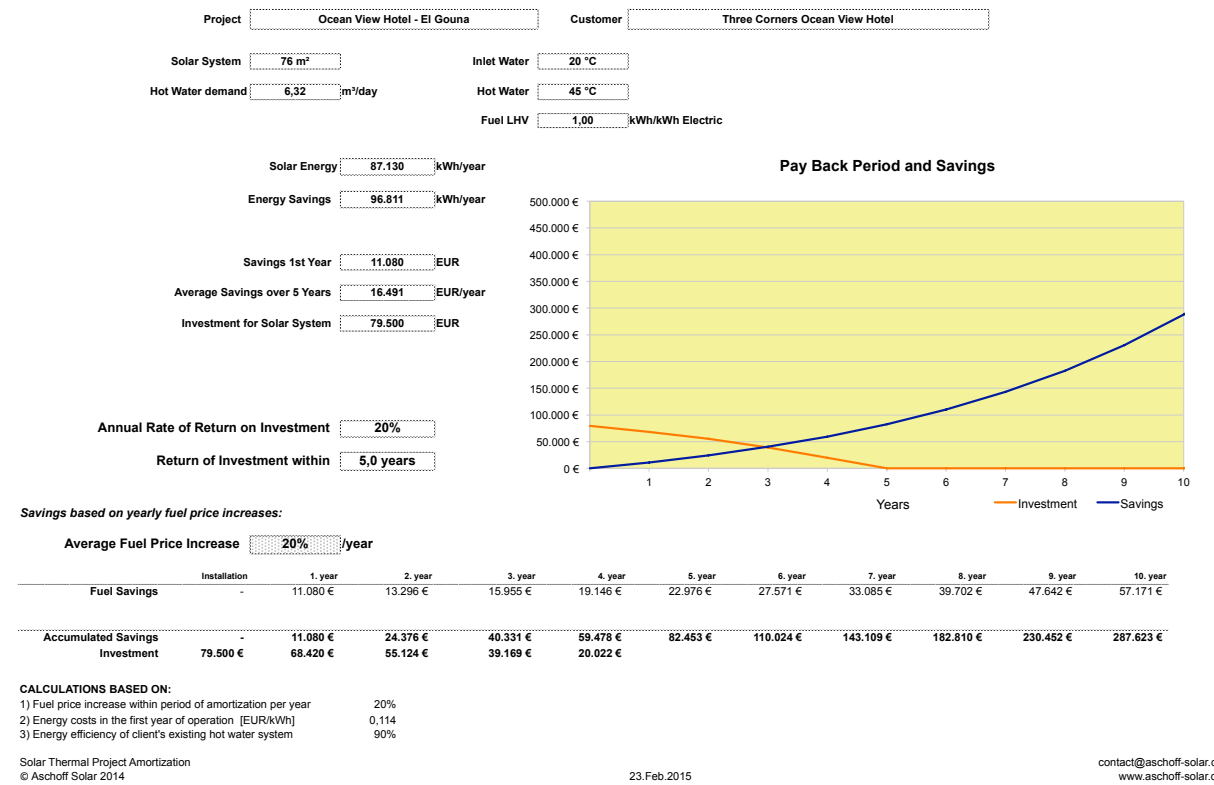 Project Ocean View Hotel - El Gouna Customer Three Corners Ocean View Hotel
Solar System 76 m² Inlet Water 20 °C
Hot Water demand 6,32 m³/day Hot Water 45 °C
Fuel LHV 1,00 kWh/kWh Electric
Solar Energy 87.130 kWh/year
Energy Savings 96.811 kWh/year
Savings 1st Year 11.080 EUR
Average Savings over 5 Years 16.491 EUR/year
Investment for Solar System 79.500 EUR
Annual Rate of Return on Investment 20%
Return of Investment within 5,0 years
Pay Back Period and Savings
500.000 €
450.000 €
400.000 €
350.000 €
300.000 €
250.000 €
200.000 €
150.000 €
100.000 €
50.000 €
0 €
1 2 3 4 5 6 7 8 9 10
Years Investment Savings
Savings based on yearly fuel price increases:
Average Fuel Price Increase 20% /year
Installation 1. year 2. year 3. year 4. year 5. year 6. year 7. year 8. year 9. year 10. year
Fuel Savings - 11.080 € 13.296 € 15.955 € 19.146 € 22.976 € 27.571 € 33.085 € 39.702 € 47.642 € 57.171 €
Accumulated Savings - 11.080 € 24.376 € 40.331 € 59.478 € 82.453 € 110.024 € 143.109 € 182.810 € 230.452 € 287.623 €
Investment 79.500 € 68.420 € 55.124 € 39.169 € 20.022 €
CALCULATIONS BASED ON:
1) Fuel price increase within period of amortization per year 20%
2) Energy costs in the first year of operation [EUR/kWh] 0,114
3) Energy efficiency of client's existing hot water system 90%
Solar Thermal Project Amortization contact@aschoff-solar.c
© Aschoff Solar 2014 23.Feb.2015 www.aschoff-solar.c